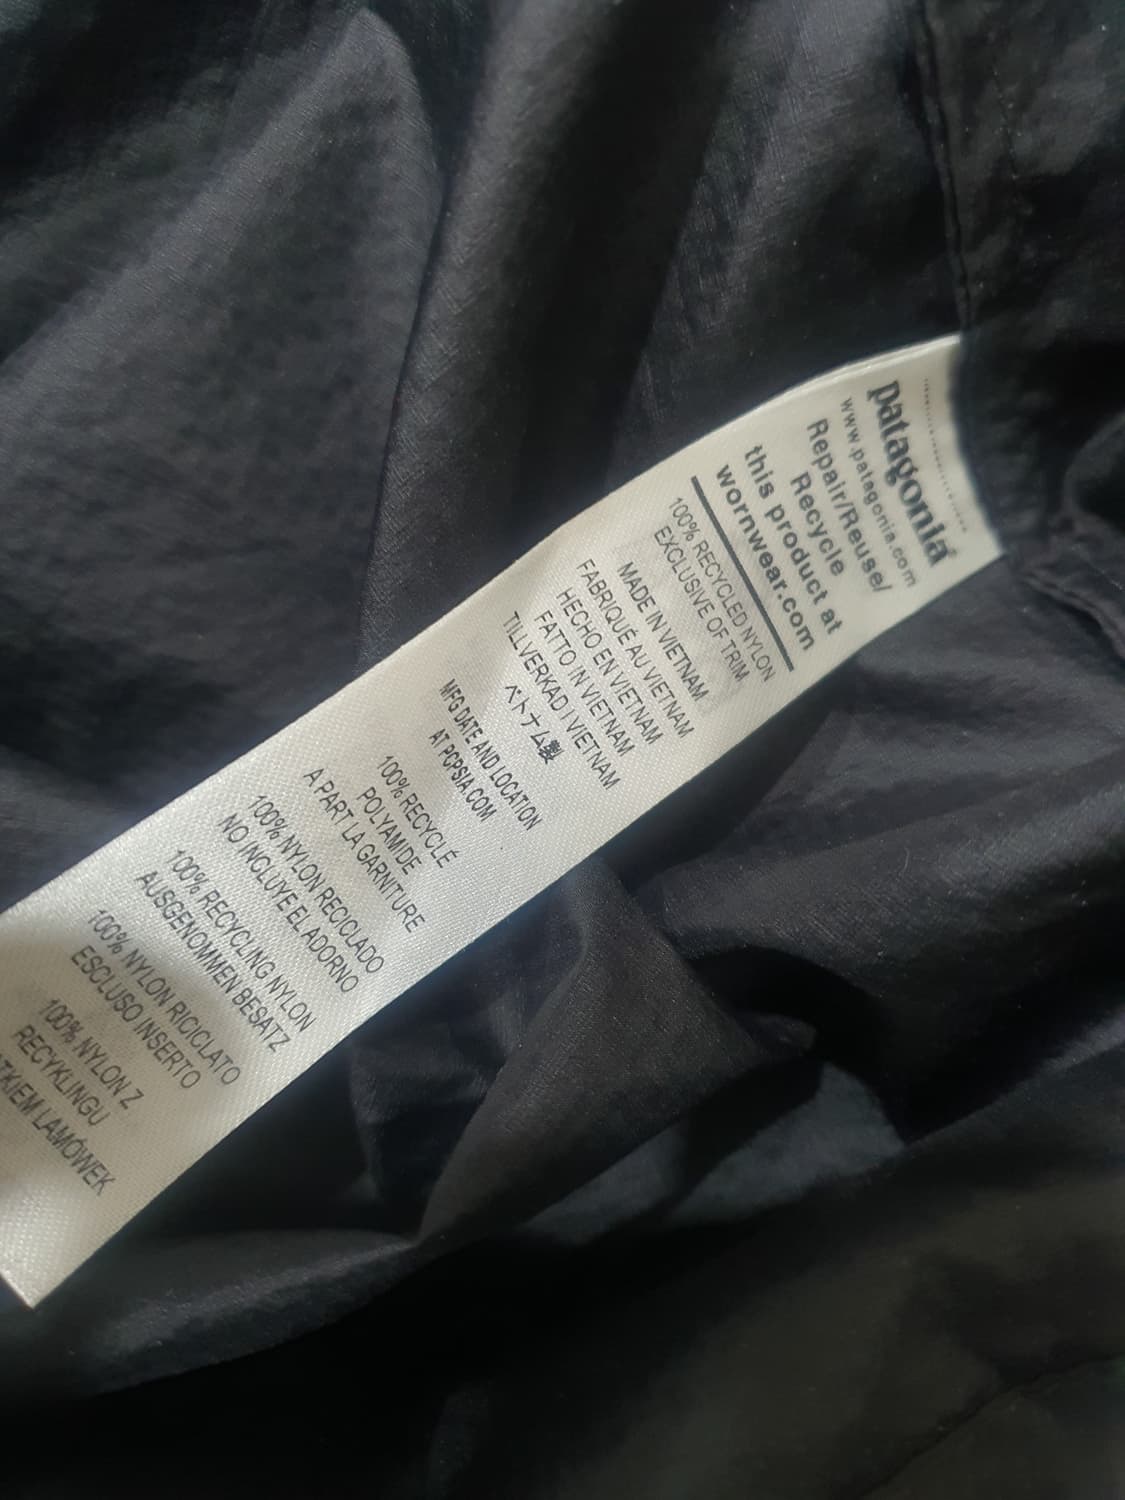 patagonia®
www.patagonia.com
Repair/Reuse/
Recycle
this product at
wornwear.com
100% RECYCLED NYLON
EXCLUSIVE OF TRIM
MADE IN VIETNAM
FABRIQUÉ AU VIETNAM
HECHO EN VIETNAM
FATTO IN VIETNAM
TILLVERKAD I VIETNAM
ベトナム製
MFG DATE AND LOCATION
AT PCPSIA.COM
100% RECYCLÉ
POLYAMIDE
A PART LA GARNITURE
100% NYLON RECICLADO
NO INCLUYE EL ADORNO
100% RECYCLING NYLON
AUSGENOMMEN BESATZ
100% NYLON RICICLATO
ESCLUSO INSERTO
100% NYLON Z
RECYKLINGU
LAMÓWEK